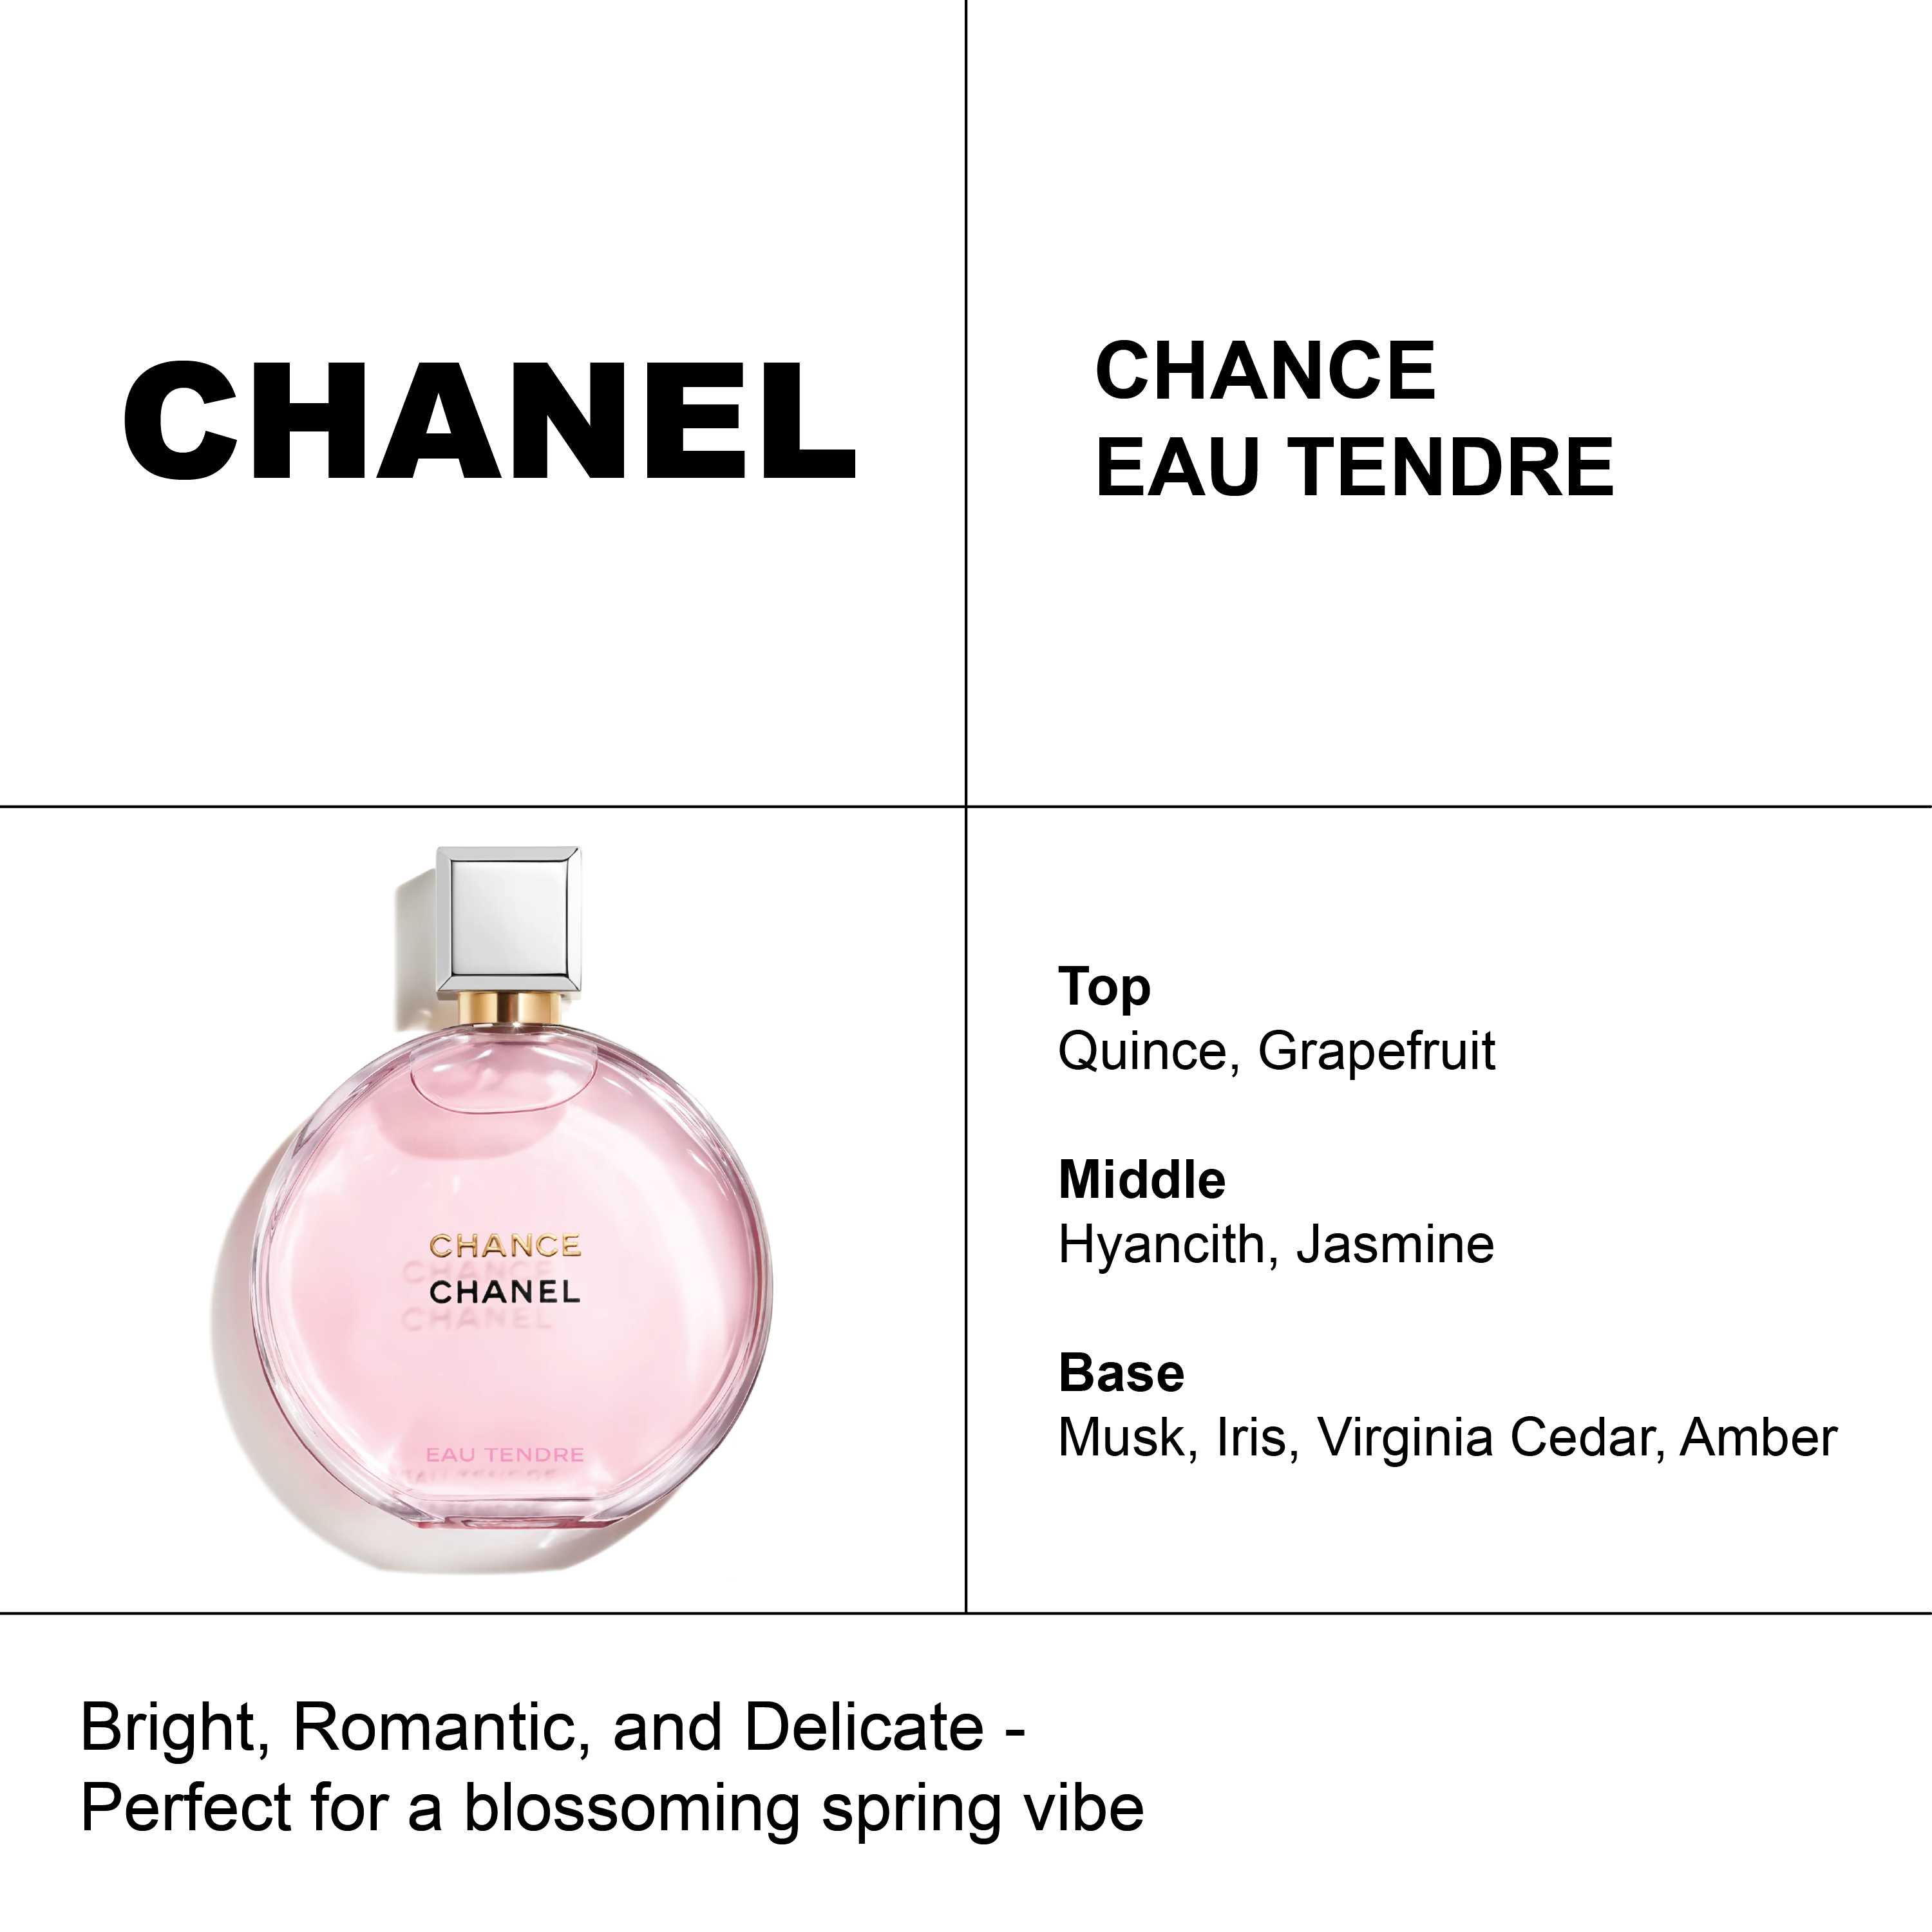 CHANEL
CHANCE
EAU TENDRE
CHANCE
CHANEL
EAU TENDRE
Top
Quince, Grapefruit
Middle
Hyancith, Jasmine
Base
Musk, Iris, Virginia Cedar, Amber
Bright, Romantic, and Delicate -
Perfect for a blossoming spring vibe